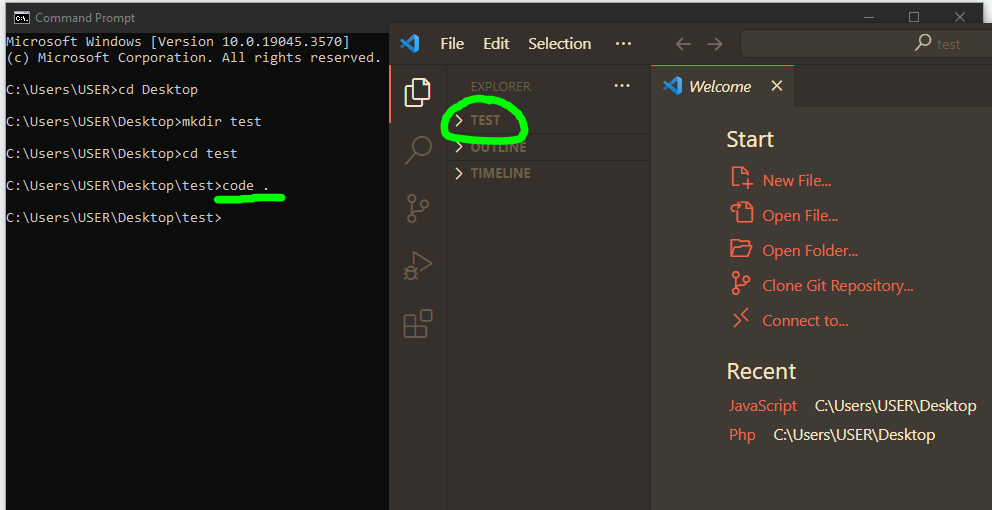 Command Prompt
Microsoft Windows [Version 10.0.19045.3570]
(c) Microsoft Corporation. All rights reserved.
C:\Users\USER>cd Desktop
C:\Users\USER\Desktop>mkdir test
C:\Users\USER\Desktop>cd test
C:\Users\USER\Desktop\test>code .
C:\Users\USER\Desktop\test>
File Edit Selection ...
test
EXPLORER ...
TEST
OUTLINE
TIMELINE
Welcome
Start
New File...
Open File...
Open Folder...
Clone Git Repository...
Connect to...
Recent
JavaScript C:\Users\USER\Desktop
Php C:\Users\USER\Desktop